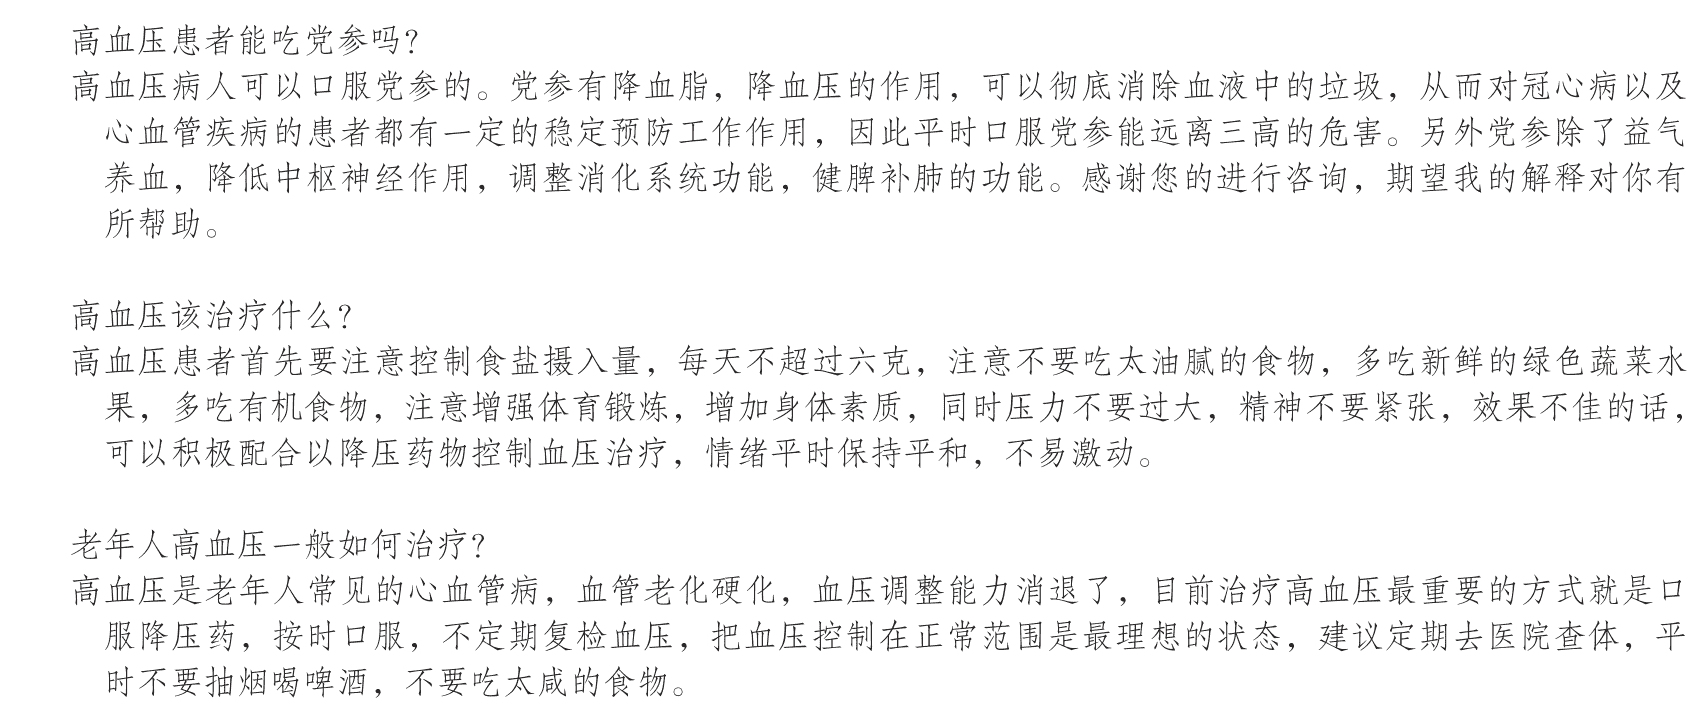 高血压患者能吃党参吗？
高血压病人可以口服党参的。党参有降血脂，降血压的作用，可以彻底消除血液中的垃圾，从而对冠心病以及
心血管疾病的患者都有一定的稳定预防工作作用，因此平时口服党参能远离三高的危害。另外党参除了益气
养血，降低中枢神经作用，调整消化系统功能，健脾补肺的功能。感谢您的进行咨询，期望我的解释对你有
所帮助。
高血压该治疗什么？
高血压患者首先要注意控制食盐摄入量，每天不超过六克，注意不要吃太油腻的食物，多吃新鲜的绿色蔬菜水
果，多吃有机食物，注意增强体育锻炼，增加身体素质，同时压力不要过大，精神不要紧张，效果不佳的话，
可以积极配合以降压药物控制血压治疗，情绪平时保持平和，不易激动。
老年人高血压一般如何治疗？
高血压是老年人常见的心血管病，血管老化硬化，血压调整能力消退了，目前治疗高血压最重要的方式就是口
服降压药，按时口服，不定期复检血压，把血压控制在正常范围是最理想的状态，建议定期去医院查体，平
时不要抽烟喝啤酒，不要吃太咸的食物。